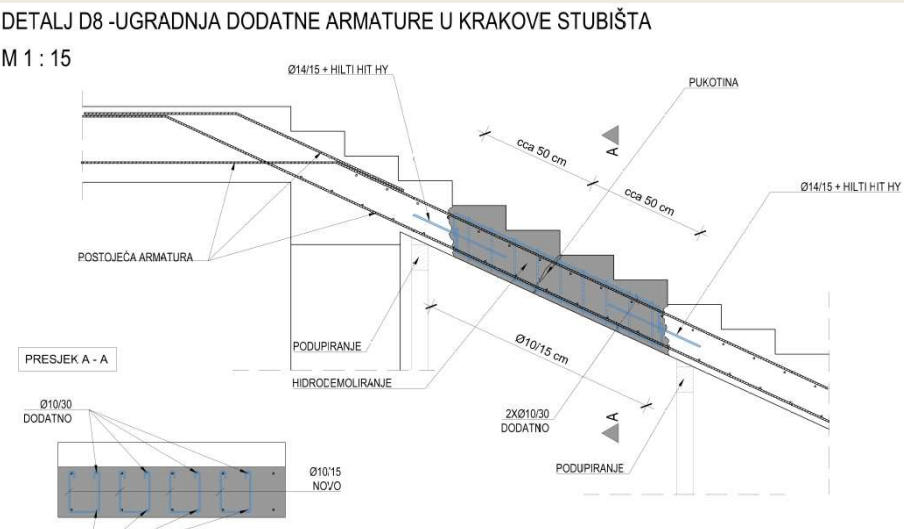 DETALJ D8 -UGRADNJA DODATNE ARMATURE U KRAKOVE STUBIŠTA
M 1 : 15
Ø14/15 + HILTI HIT HY
PUKOTINA
cca 50 cm
A
cca 50 cm
Ø14/15 + HILTI HIT HY
POSTOJEĆA ARMATURA
PODUPIRANJE
Ø10/15 cm
PRESJEK A - A
HIDRODEMOLIRANJE
Ø10/30
DODATNO
2XØ10/30
DODATNO
A
PODUPIRANJE
Ø10/15
NOVO